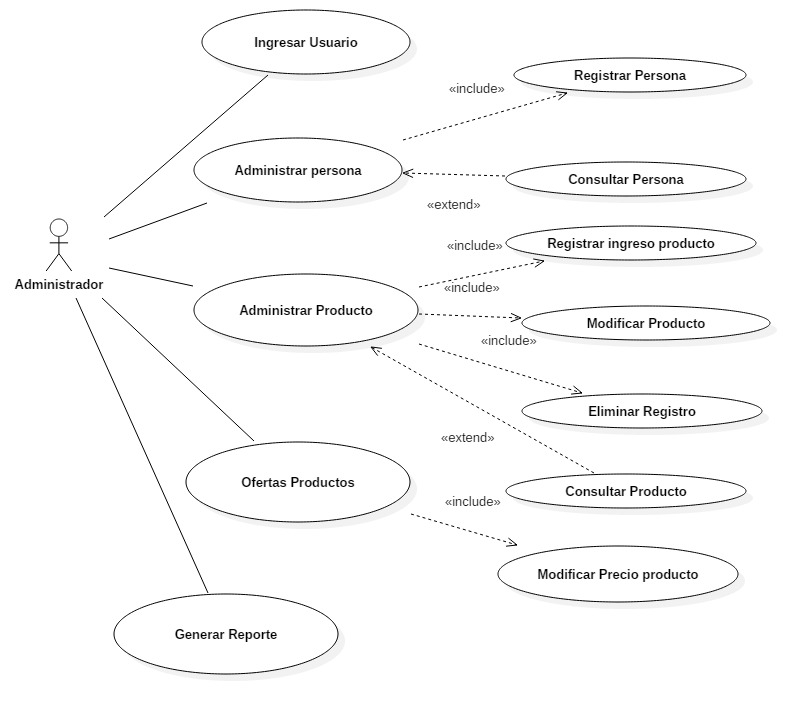 Ingresar Usuario
«include»
Registrar Persona
Administrar persona
Consultar Persona
«extend»
«include»
Registrar ingreso producto
Administrador
«include»
Administrar Producto
Modificar Producto
«include»
Eliminar Registro
«extend»
Ofertas Productos
Consultar Producto
«include»
Modificar Precio producto
Generar Reporte